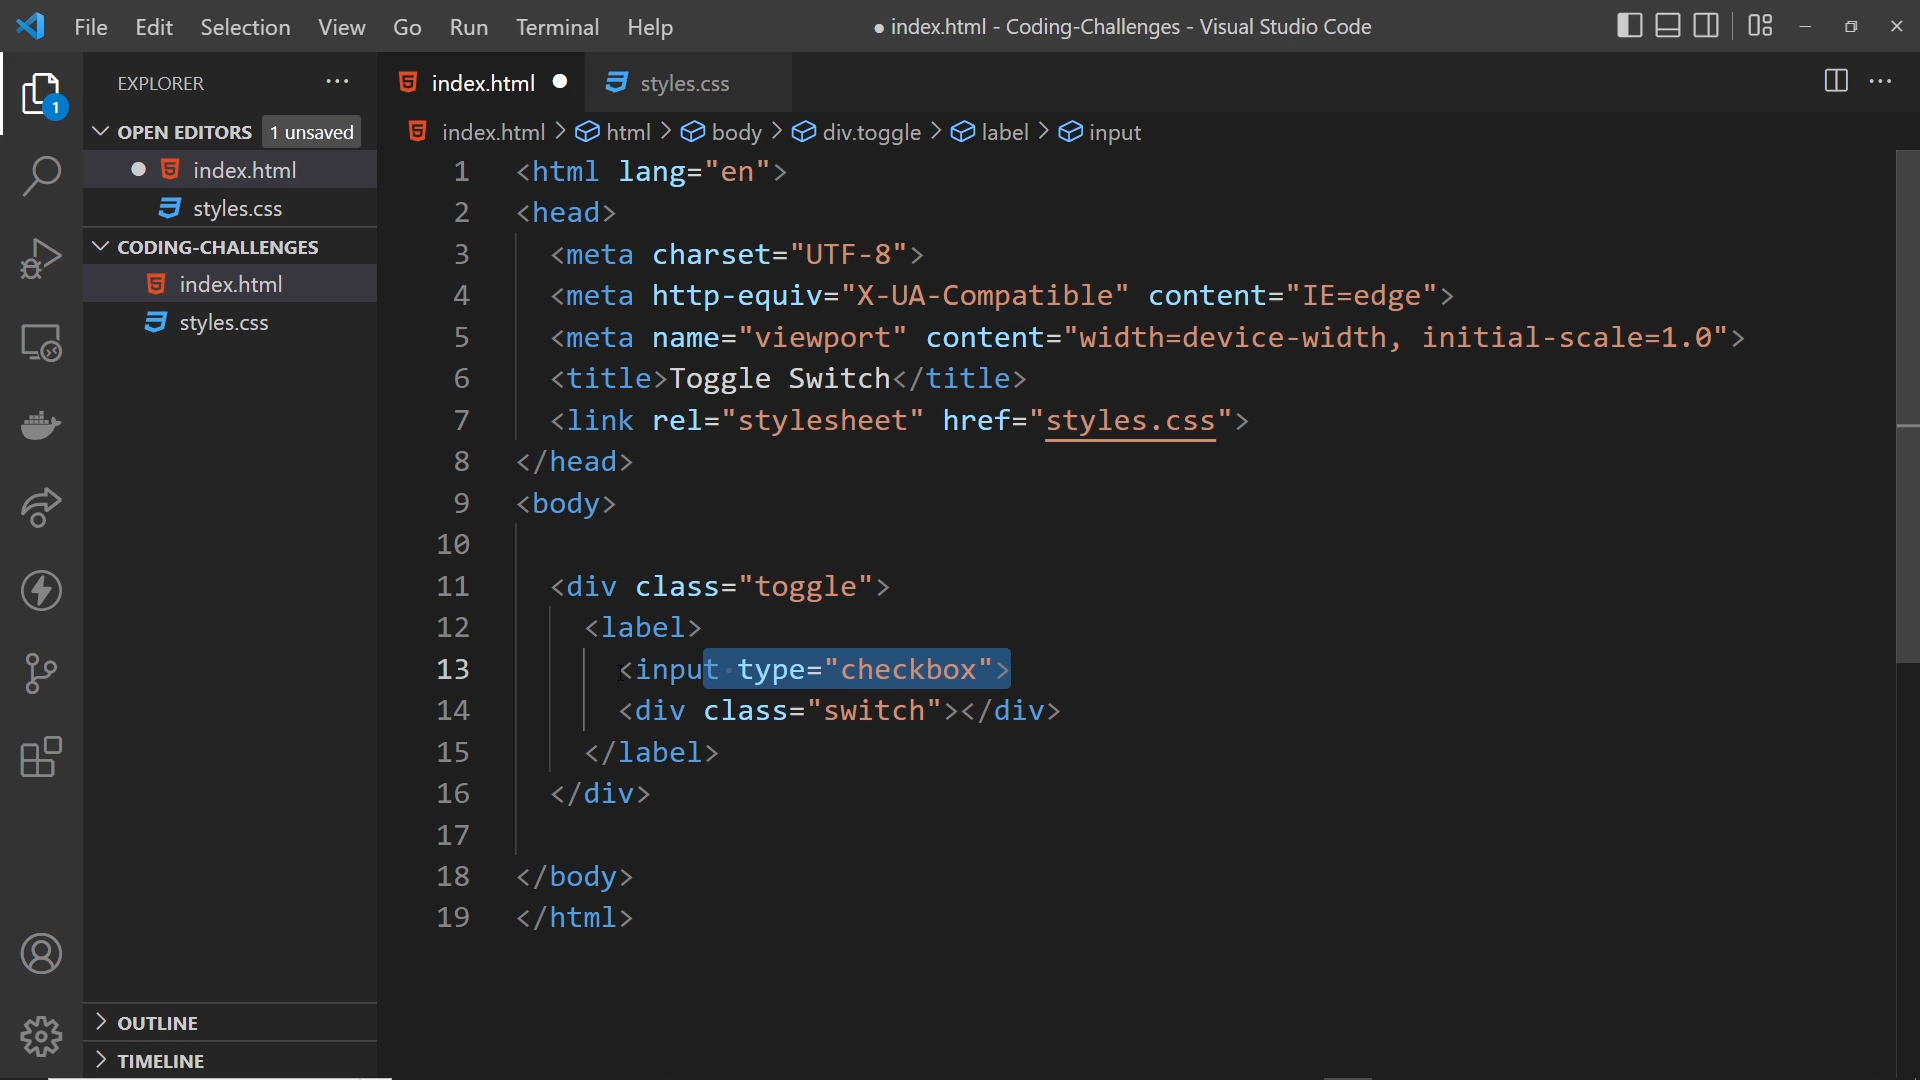 File Edit Selection View Go Run Terminal Help
● index.html - Coding-Challenges - Visual Studio Code
EXPLORER
index.html
styles.css
1
OPEN EDITORS 1 unsaved
index.html > html > body > div.toggle > label > input
index.html
styles.css
CODING-CHALLENGES
index.html
styles.css
1 <html lang="en">
2 <head>
3 <meta charset="UTF-8">
4 <meta http-equiv="X-UA-Compatible" content="IE=edge">
5 <meta name="viewport" content="width=device-width, initial-scale=1.0">
6 <title>Toggle Switch</title>
7 <link rel="stylesheet" href="styles.css">
8 </head>
9 <body>
10
11 <div class="toggle">
12 <label>
13 <input type="checkbox">
14 <div class="switch"></div>
15 </label>
16 </div>
17
18 </body>
19 </html>
OUTLINE
TIMELINE